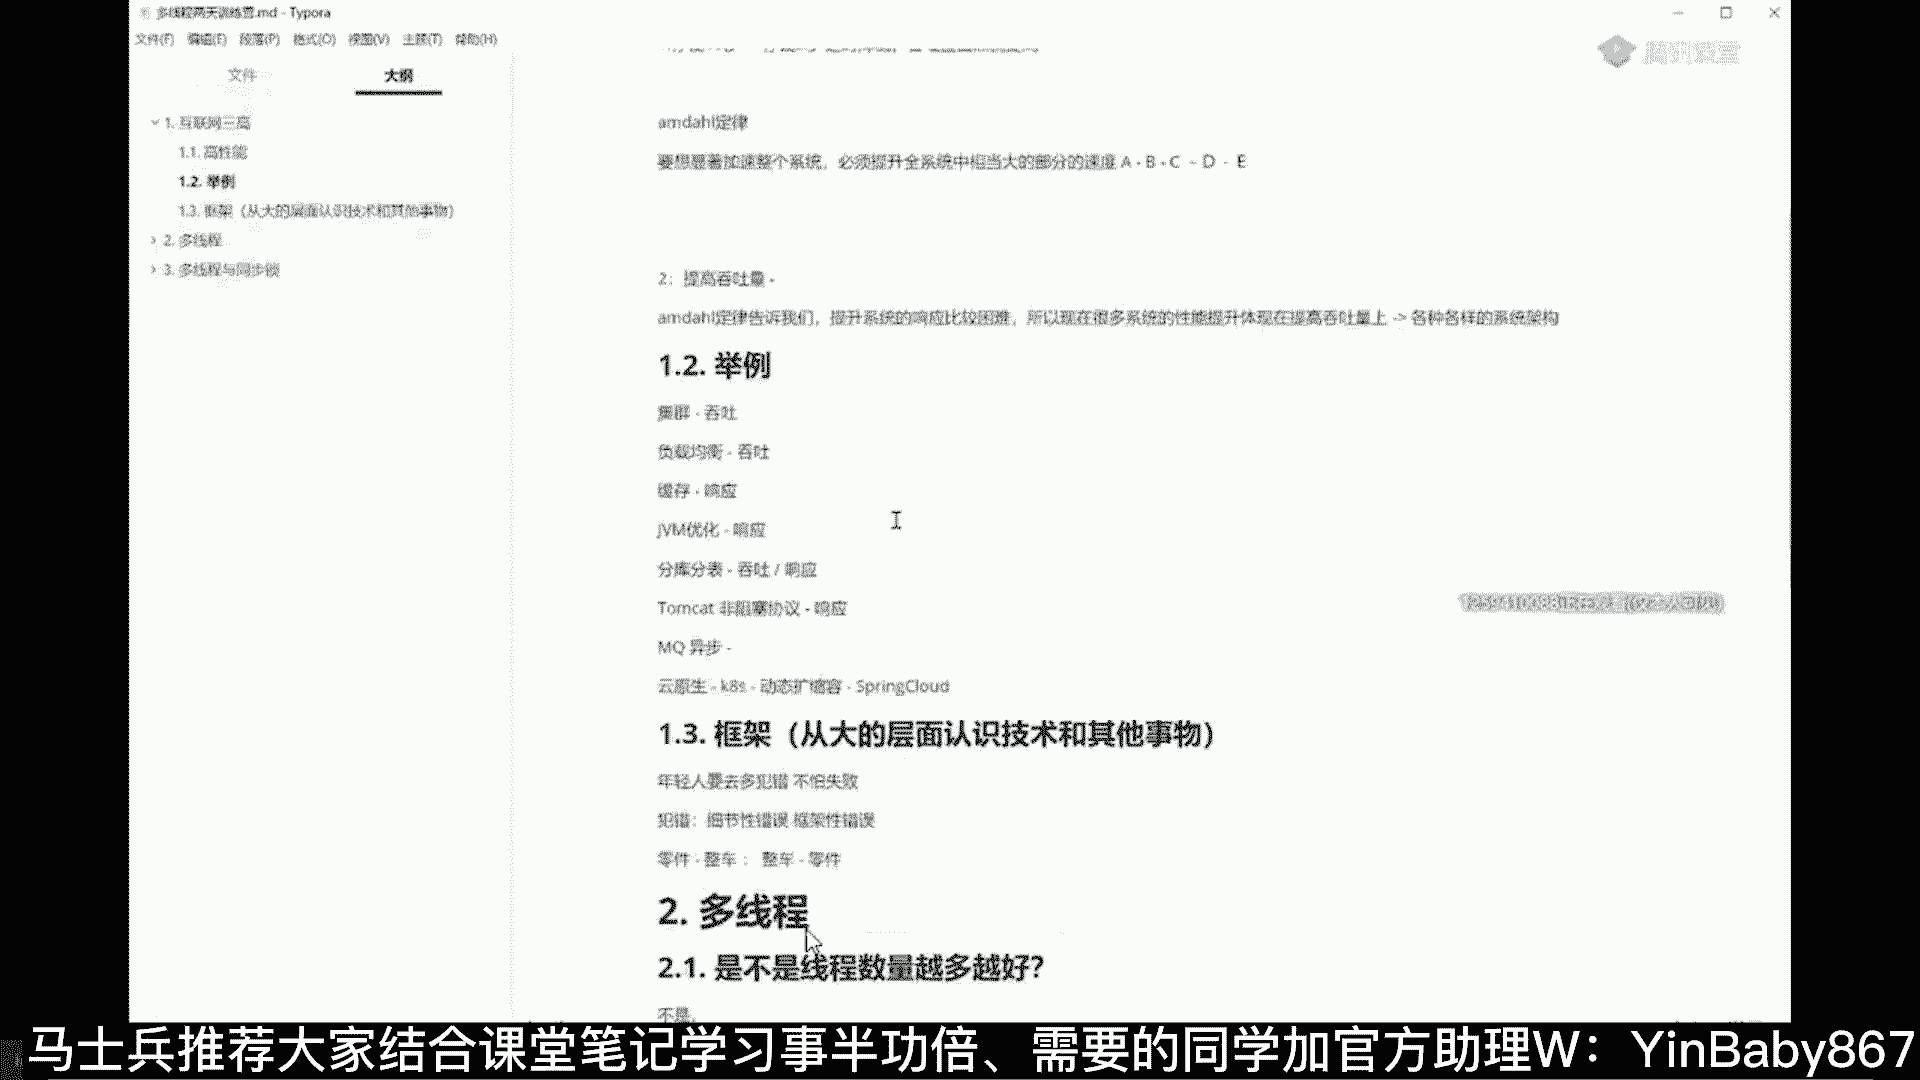 多线程两天训练营.md - Typora
文件(F) 编辑(E) 段落(P) 格式(O) 视图(V) 主题(T) 帮助(H)
文件 大纲
1. 互联网三高
1.1. 高性能
1.2. 举例
1.3. 框架（从大的层面认识技术和其他事物）
2. 多线程
3. 多线程与同步锁
腾讯课堂
amdahl定律
要想显著加速整个系统，必须提升全系统中相当大的部分的速度 A - B - C - D - E
2：提高吞吐量 -
amdahl定律告诉我们，提升系统的响应比较困难，所以现在很多系统的性能提升体现在提高吞吐量上 -> 各种各样的系统架构
1.2. 举例
集群 - 吞吐
负载均衡 - 吞吐
缓存 - 响应
JVM优化 - 响应
分库分表 - 吞吐 / 响应
Tomcat 非阻塞协议 - 响应
MQ 异步 -
云原生 - k8s - 动态扩缩容 - SpringCloud
1.3. 框架（从大的层面认识技术和其他事物）
年轻人要去多犯错 不怕失败
犯错：细节性错误 框架性错误
零件 - 整车 ： 整车 - 零件
2. 多线程
2.1. 是不是线程数量越多越好？
不是,
马士兵推荐大家结合课堂笔记学习事半功倍、需要的同学加官方助理W：YinBaby867